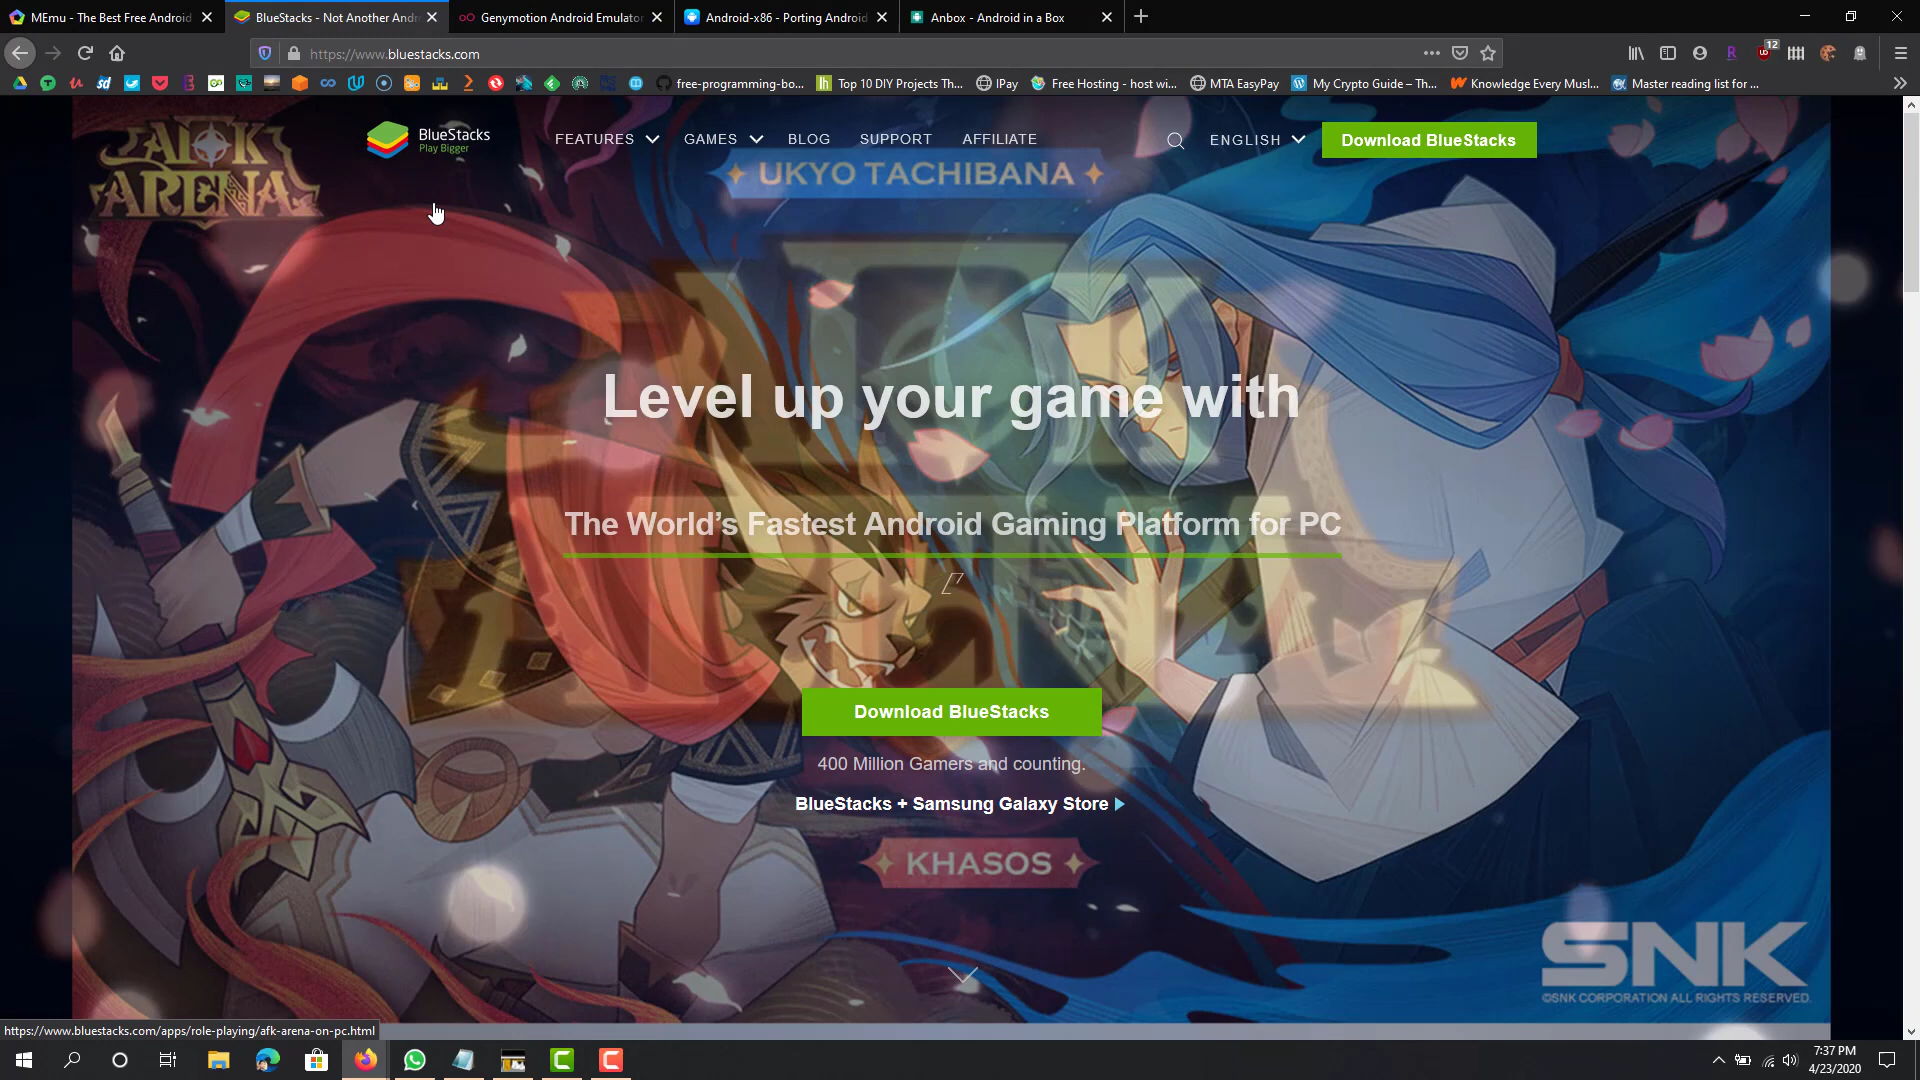 MEmu - The Best Free Android
BlueStacks - Not Another Andr
Genymotion Android Emulator
Android-x86 - Porting Android
Anbox - Android in a Box
https://www.bluestacks.com
12
free-programming-bo...
Top 10 DIY Projects Th...
IPay
Free Hosting - host wi...
MTA EasyPay
My Crypto Guide – Th...
Knowledge Every Musl...
Master reading list for ...
AFK ARENA
BlueStacks
Play Bigger
FEATURES
GAMES
BLOG
SUPPORT
AFFILIATE
ENGLISH
Download BlueStacks
UKYO TACHIBANA
Level up your game with
The World’s Fastest Android Gaming Platform for PC
Download BlueStacks
400 Million Gamers and counting.
BlueStacks + Samsung Galaxy Store
KHASOS
SNK
©SNK CORPORATION ALL RIGHTS RESERVED.
https://www.bluestacks.com/apps/role-playing/afk-arena-on-pc.html
7:37 PM
4/23/2020